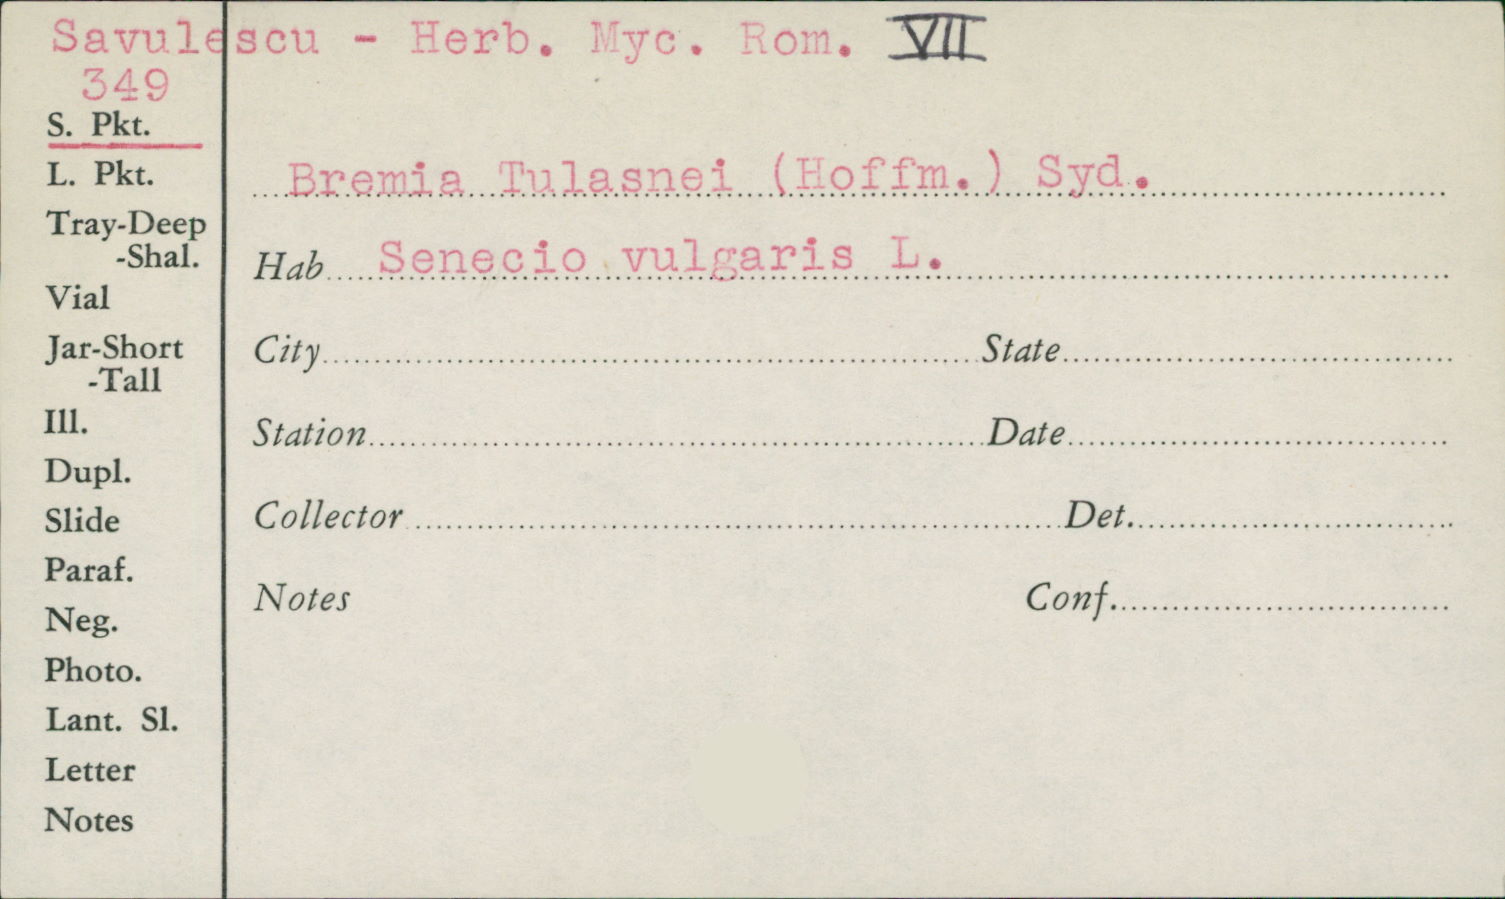 Savulescu - Herb. Myc. Rom. VII
349
S. Pkt.
L. Pkt.
Tray-Deep
-Shal.
Vial
Jar-Short
-Tall
Ill.
Dupl.
Slide
Paraf.
Neg.
Photo.
Lant. Sl.
Letter
Notes
Bremia Tulasnei (Hoffm.) Syd.
Hab Senecio vulgaris L.
City State
Station Date
Collector Det.
Notes Conf.